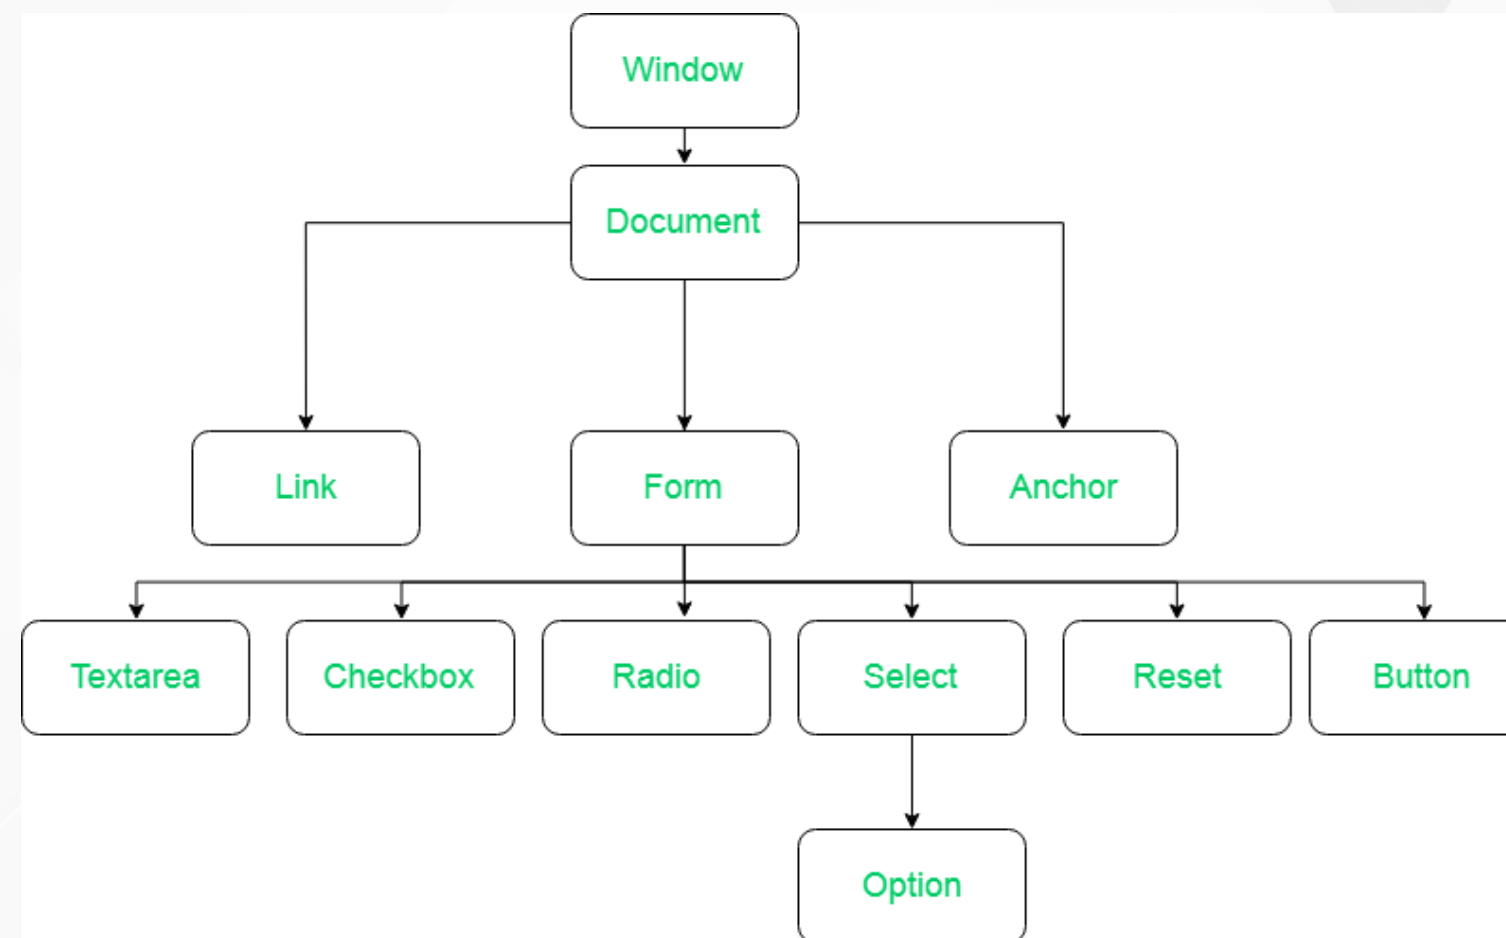 Window
Document
Link
Form
Anchor
Textarea
Checkbox
Radio
Select
Reset
Button
Option